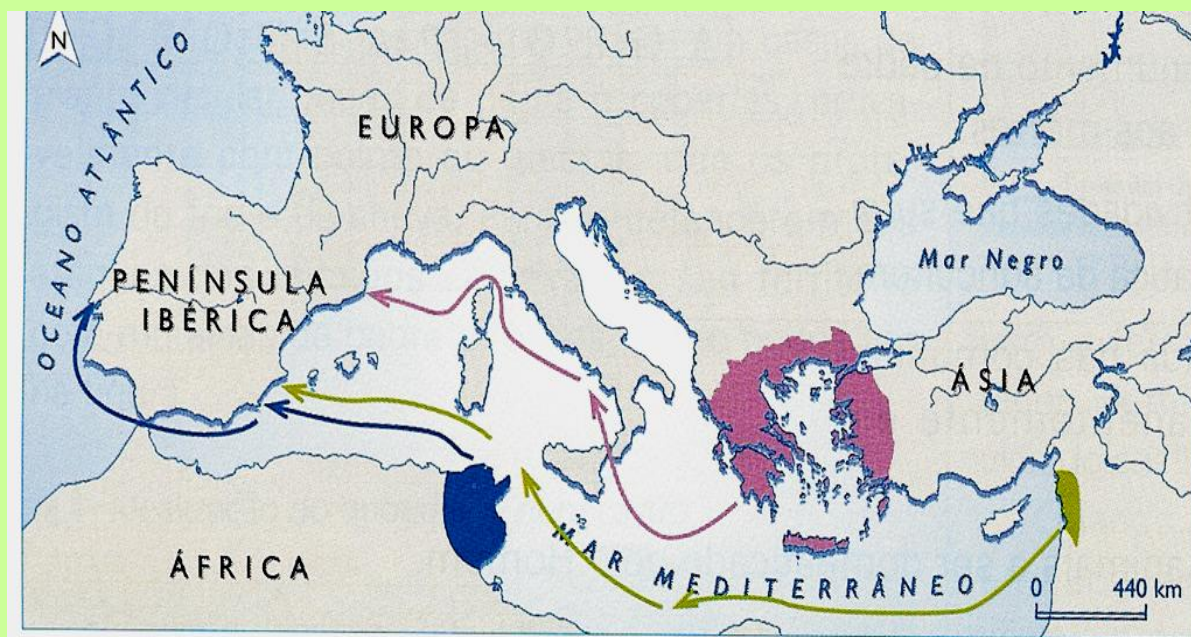 N
OCEANO ATLÂNTICO
EUROPA
PENÍNSULA
IBÉRICA
Mar Negro
ÁSIA
ÁFRICA
MAR MEDITERRÂNEO
0 440 km